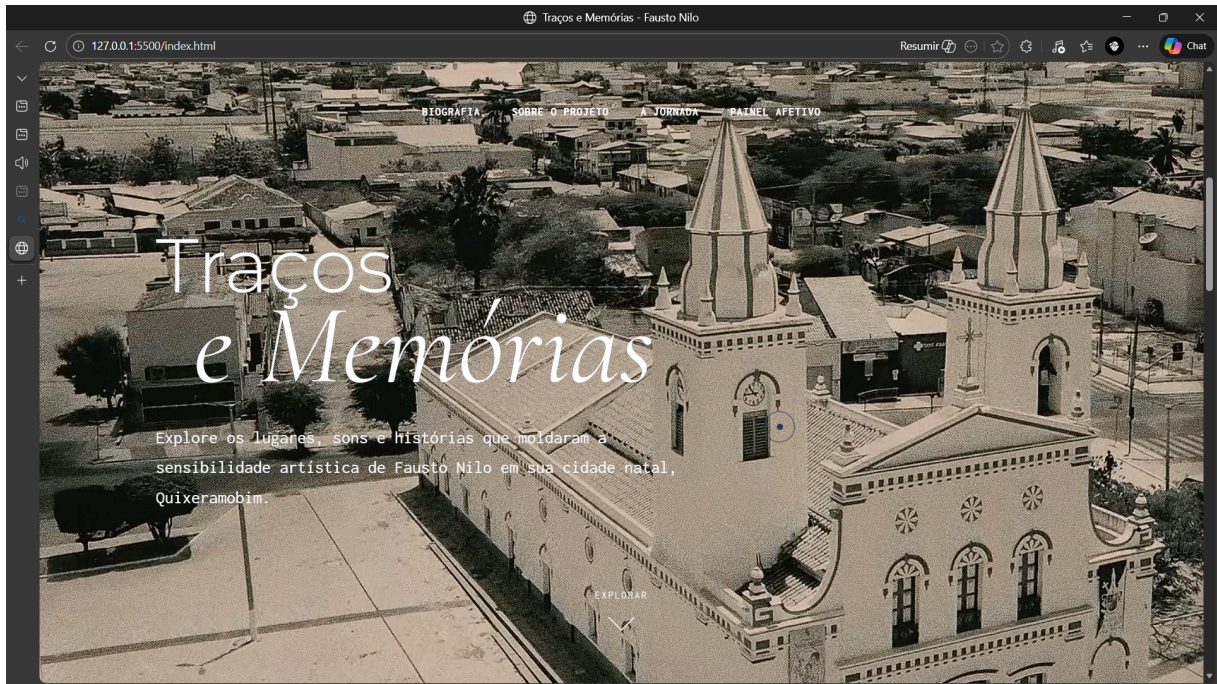 Traços e Memórias - Fausto Nilo
127.0.0.1:5500/index.html
Resumir
Chat
BIOGRAFIA SOBRE O PROJETO A JORNADA PAINEL AFETIVO
Traços
e Memórias
Explore os lugares, sons e histórias que moldaram a
sensibilidade artística de Fausto Nilo em sua cidade natal,
Quixeramobim.
EXPLORAR